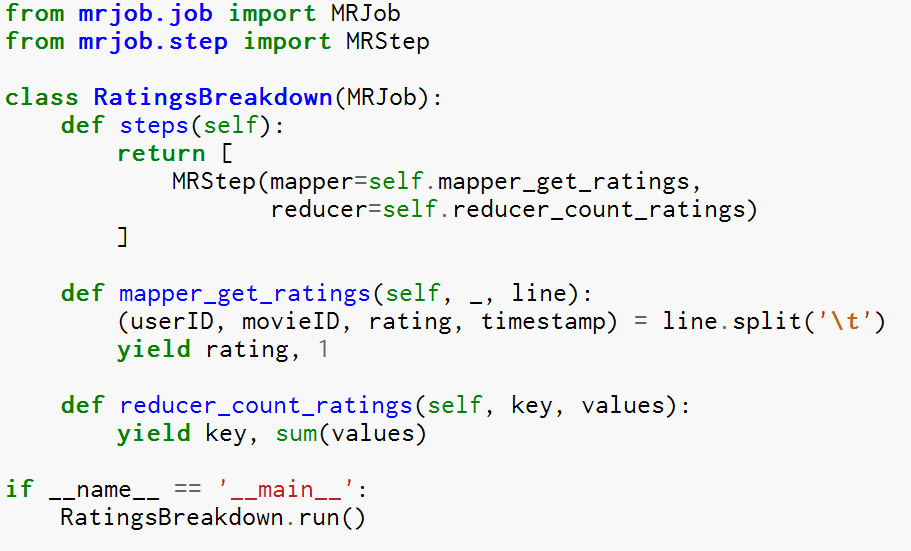 from mrjob.job import MRJob
from mrjob.step import MRStep

class RatingsBreakdown(MRJob):
    def steps(self):
        return [
            MRStep(mapper=self.mapper_get_ratings,
                   reducer=self.reducer_count_ratings)
        ]

    def mapper_get_ratings(self, _, line):
        (userID, movieID, rating, timestamp) = line.split('\t')
        yield rating, 1

    def reducer_count_ratings(self, key, values):
        yield key, sum(values)

if __name__ == '__main__':
    RatingsBreakdown.run()